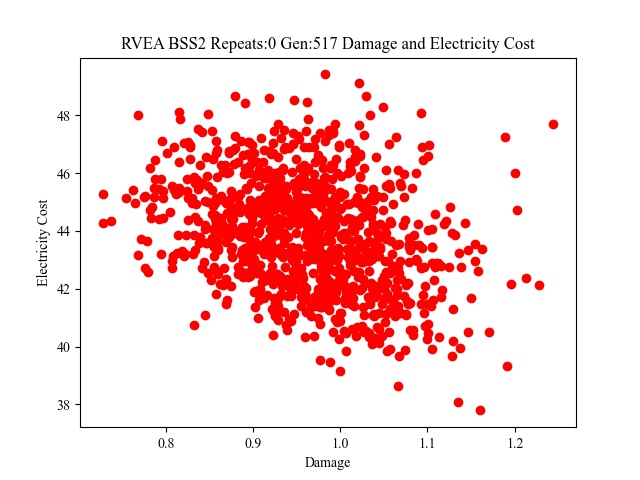 RVEA BSS2 Repeats:0 Gen:517 Damage and Electricity Cost
48
46
44
42
40
38
Electricity Cost
0.8 0.9 1.0 1.1 1.2
Damage